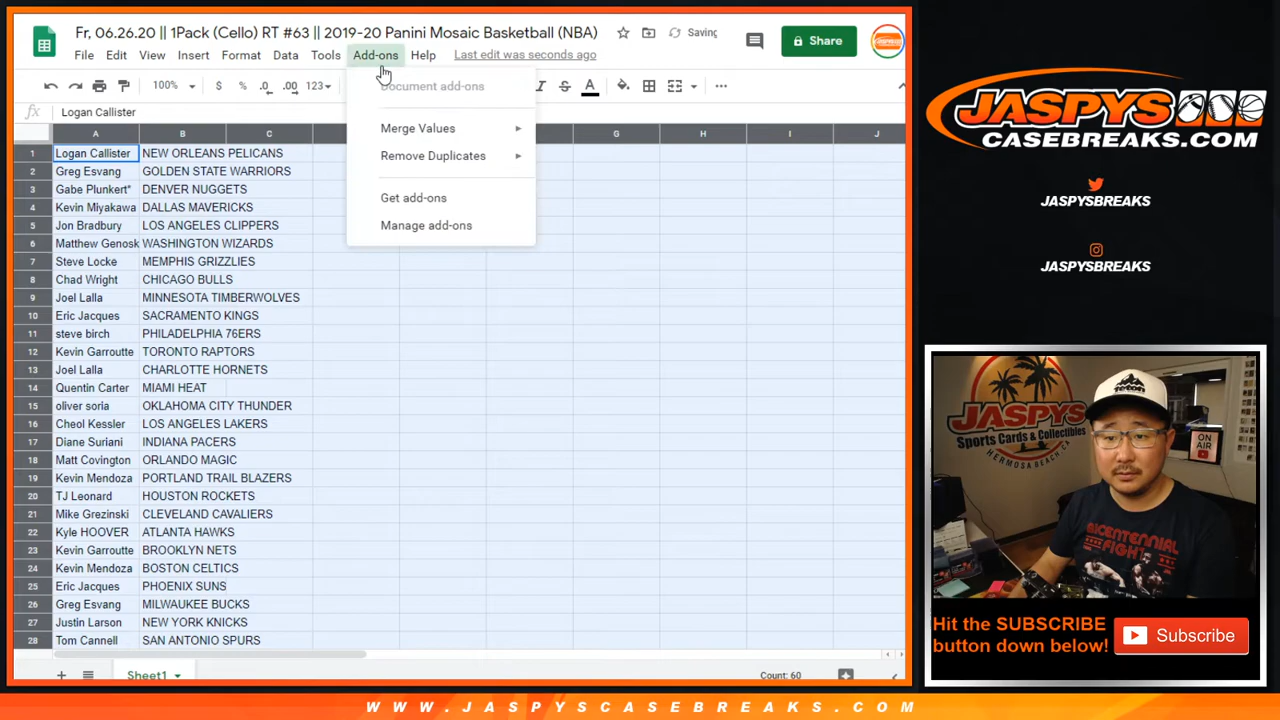 Fr, 06.26.20 || 1Pack (Cello) RT #63 || 2019-20 Panini Mosaic Basketball (NBA)
Saving
Share
File Edit View Insert Format Data Tools Add-ons Help Last edit was seconds ago
100% $ % .0 .00 123
Document add-ons
Merge Values
Remove Duplicates
Get add-ons
Manage add-ons
fx Logan Callister
A B C G H I J
1 Logan Callister NEW ORLEANS PELICANS
2 Greg Esvang GOLDEN STATE WARRIORS
3 Gabe Plunkert* DENVER NUGGETS
4 Kevin Miyakawa DALLAS MAVERICKS
5 Jon Bradbury LOS ANGELES CLIPPERS
6 Matthew Genosk WASHINGTON WIZARDS
7 Steve Locke MEMPHIS GRIZZLIES
8 Chad Wright CHICAGO BULLS
9 Joel Lalla MINNESOTA TIMBERWOLVES
10 Eric Jacques SACRAMENTO KINGS
11 steve birch PHILADELPHIA 76ERS
12 Kevin Garroutte TORONTO RAPTORS
13 Joel Lalla CHARLOTTE HORNETS
14 Quentin Carter MIAMI HEAT
15 oliver soria OKLAHOMA CITY THUNDER
16 Cheol Kessler LOS ANGELES LAKERS
17 Diane Suriani INDIANA PACERS
18 Matt Covington ORLANDO MAGIC
19 Kevin Mendoza PORTLAND TRAIL BLAZERS
20 TJ Leonard HOUSTON ROCKETS
21 Mike Grezinski CLEVELAND CAVALIERS
22 Kyle HOOVER ATLANTA HAWKS
23 Kevin Garroutte BROOKLYN NETS
24 Kevin Mendoza BOSTON CELTICS
25 Eric Jacques PHOENIX SUNS
26 Greg Esvang MILWAUKEE BUCKS
27 Justin Larson NEW YORK KNICKS
28 Tom Cannell SAN ANTONIO SPURS
Sheet1
Count: 60
JASPYS
CASEBREAKS.COM
JASPYSBREAKS
JASPYSBREAKS
JASPYS
Sports Cards & Collectibles
HERMOSA BEACH, CA.
ON AIR
TETON
BICENTENNIAL
FIGHT
Hit the SUBSCRIBE
button down below!
Subscribe
WWW.JASPYSCASEBREAKS.COM